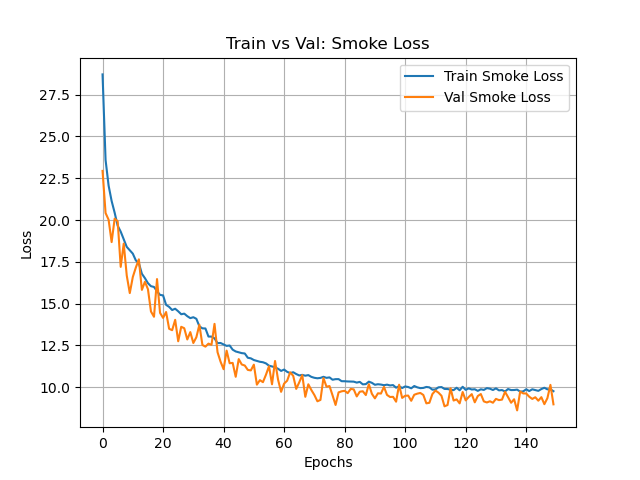 Train vs Val: Smoke Loss
Train Smoke Loss
Val Smoke Loss
Loss
27.5
25.0
22.5
20.0
17.5
15.0
12.5
10.0
0 20 40 60 80 100 120 140
Epochs